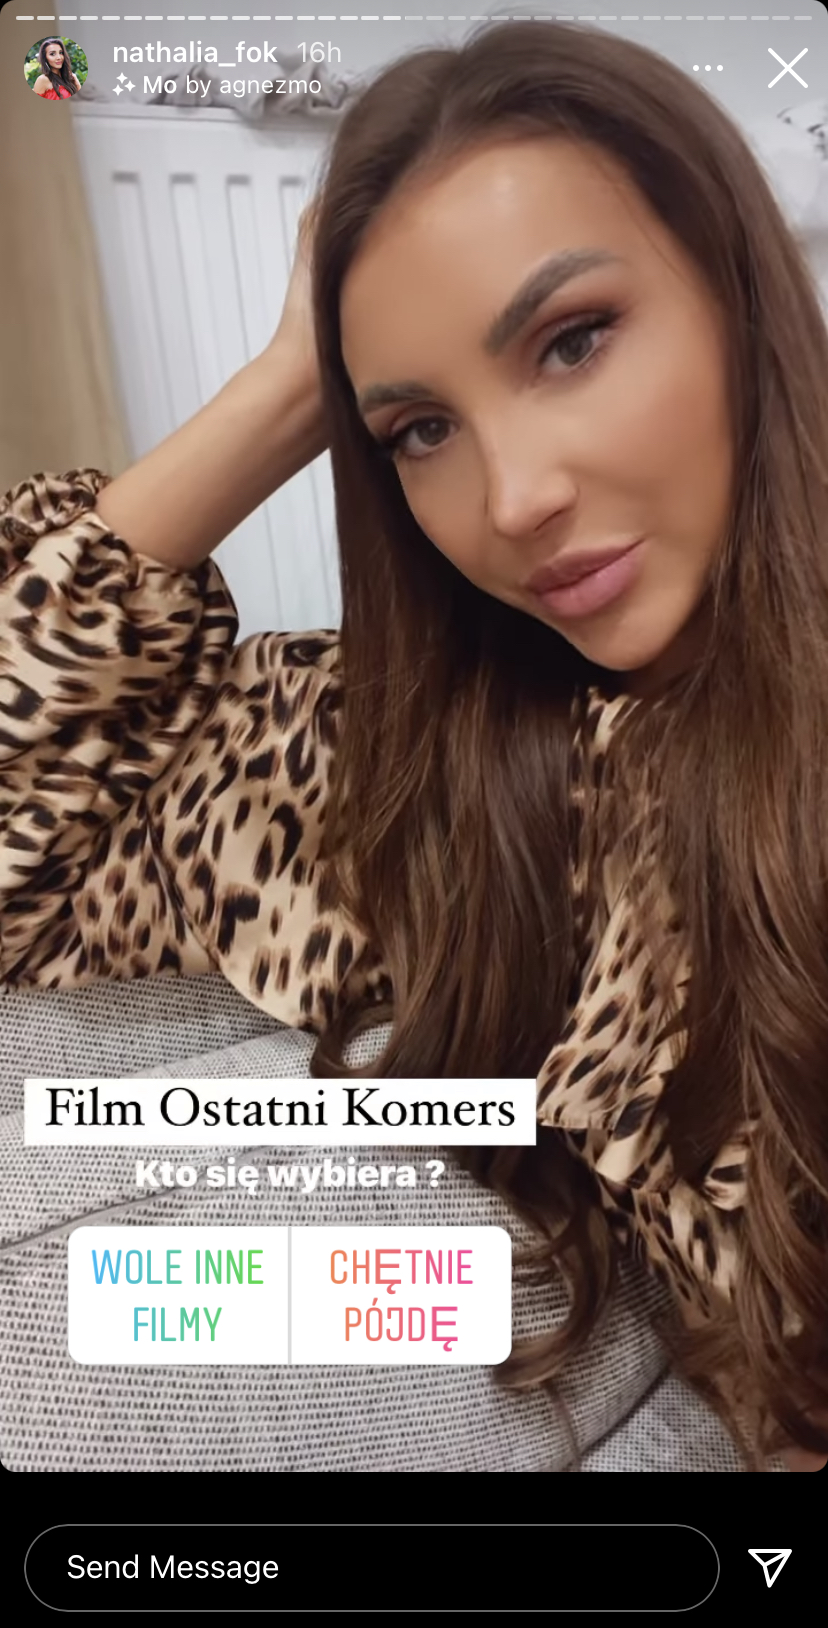 nathalia_fok 16h
Mo by agnezmo
Film Ostatni Komers
Kto się wybiera ?
WOLE INNE
FILMY
CHĘTNIE
PÓJDĘ
Send Message